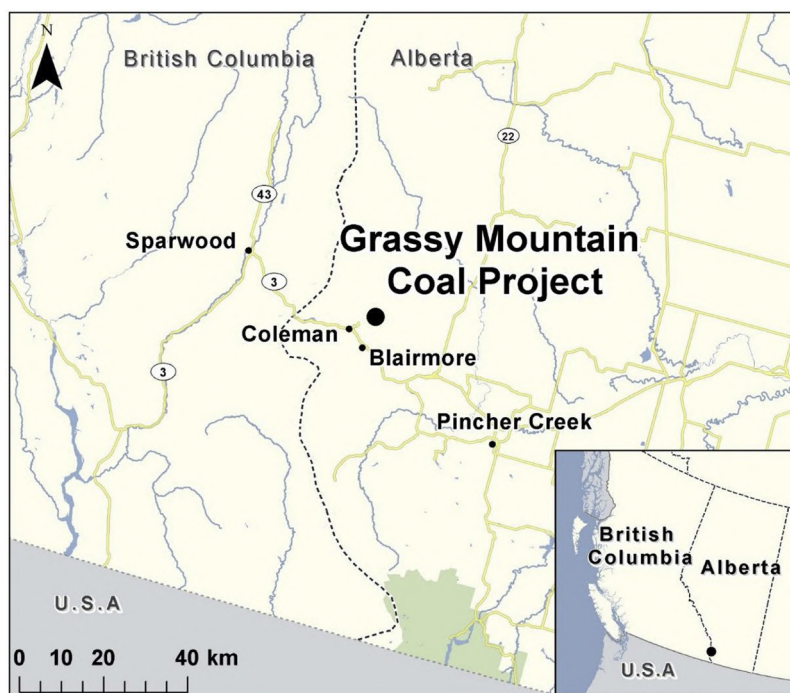 N
British Columbia
Alberta
22
43
Sparwood
Grassy Mountain
Coal Project
3
Coleman
Blairmore
3
Pincher Creek
British
Columbia
Alberta
U.S.A
U.S.A
0 10 20 40 km